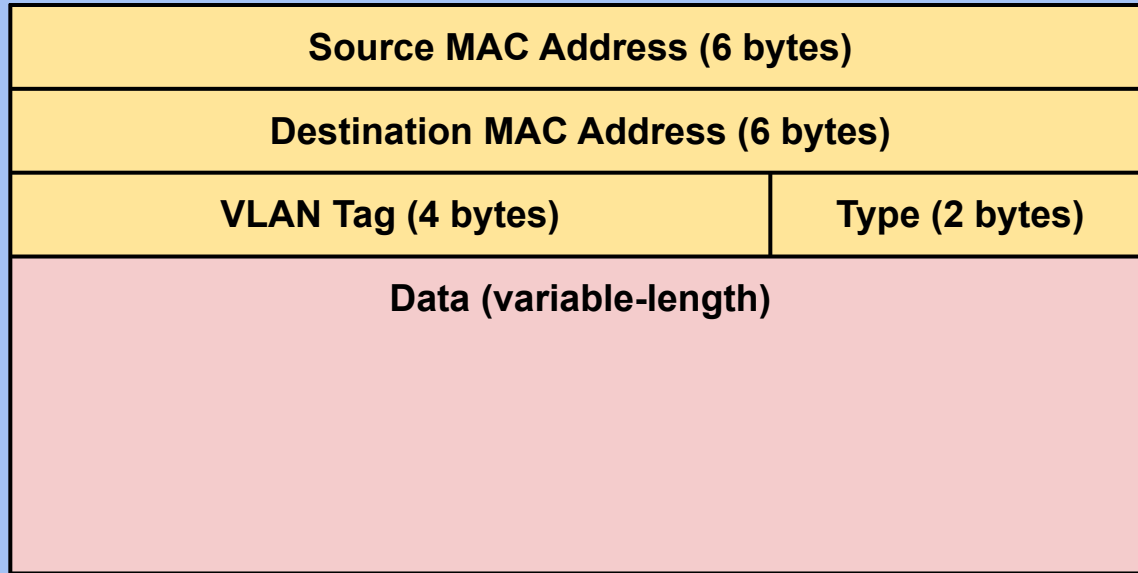 Source MAC Address (6 bytes)
Destination MAC Address (6 bytes)
VLAN Tag (4 bytes)
Type (2 bytes)
Data (variable-length)